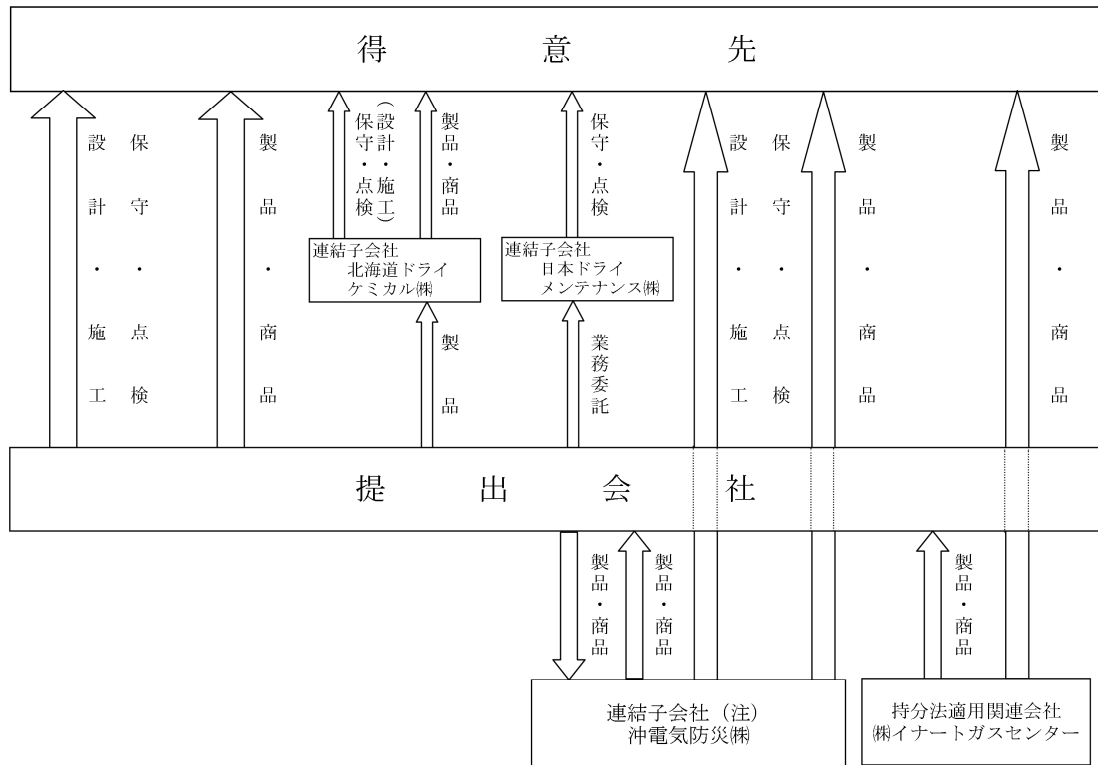 得意先
保守・点検
設計・施工
製品・商品
(設計・施工)
保守・点検
製品・商品
保守・点検
保守・点検
設計・施工
製品・商品
製品・商品
連結子会社
北海道ドライ
ケミカル㈱
連結子会社
日本ドライ
メンテナンス㈱
製品
業務委託
提出会社
製品・商品
製品・商品
製品・商品
連結子会社（注）
沖電気防災㈱
持分法適用関連会社
㈱イナートガスセンター